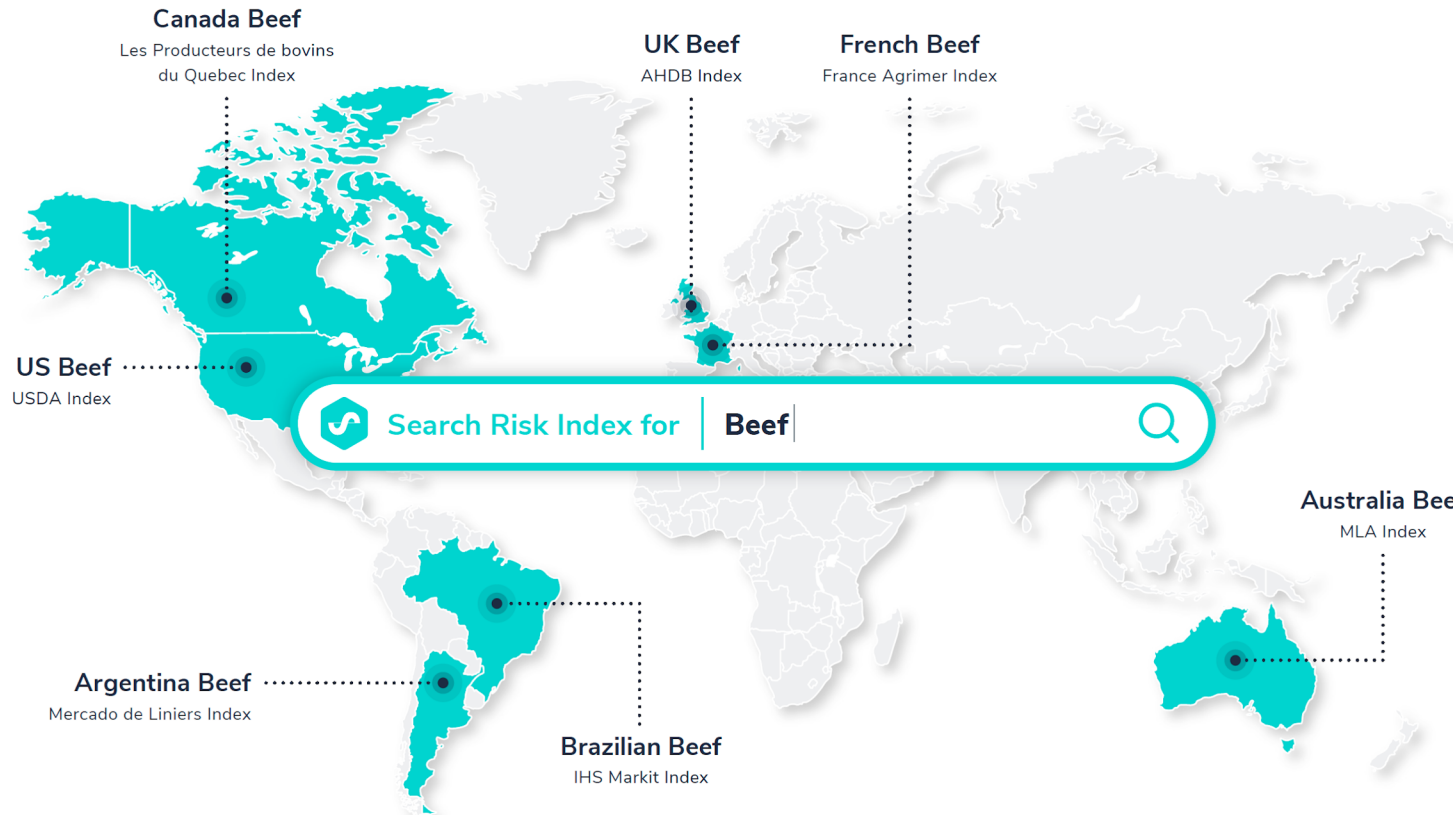 Canada Beef
Les Producteurs de bovins
du Quebec Index
UK Beef
AHDB Index
French Beef
France Agrimer Index
US Beef
USDA Index
Search Risk Index for
Beef
Australia Bee
MLA Index
Argentina Beef
Mercado de Liniers Index
Brazilian Beef
IHS Markit Index